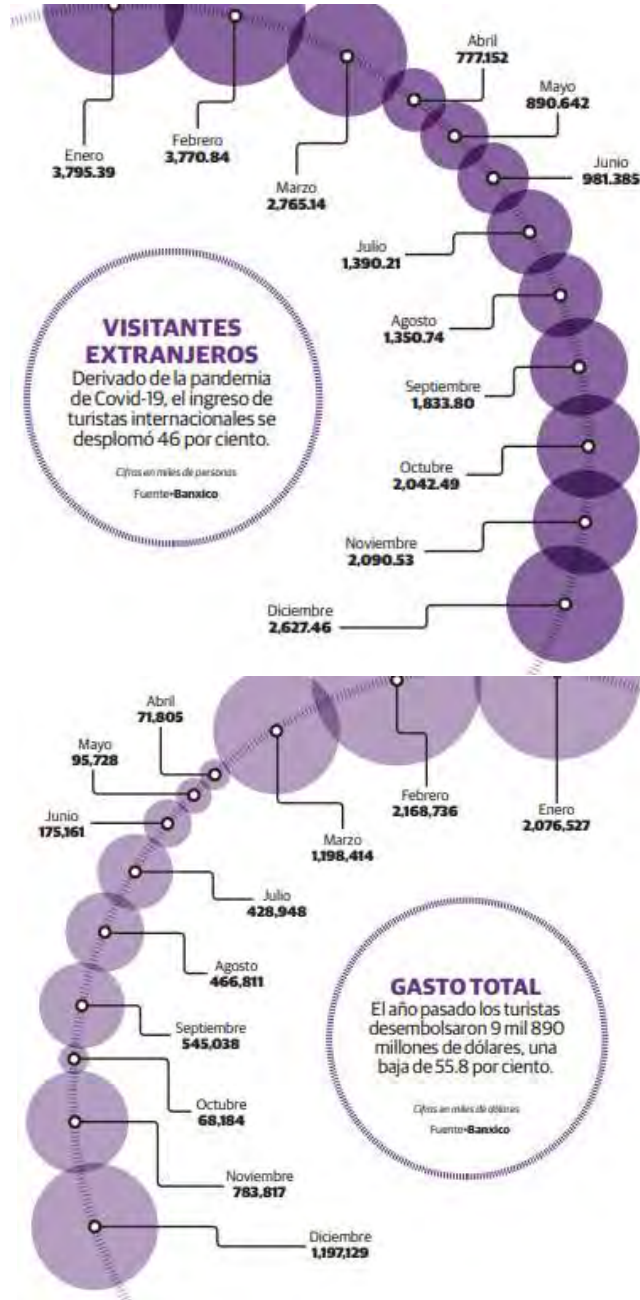 Enero
3,795.39
Febrero
3,770.84
Marzo
2,765.14
Abril
777.152
Mayo
890.642
Junio
981.385
Julio
1,390.21
Agosto
1,350.74
Septiembre
1,833.80
Octubre
2,042.49
Noviembre
2,090.53
Diciembre
2,627.46
VISITANTES
EXTRANJEROS
Derivado de la pandemia
de Covid-19, el ingreso de
turistas internacionales se
desplomó 46 por ciento.
Cifras en miles de personas
Fuente•Banxico
Abril
71,805
Mayo
95,728
Junio
175,161
Julio
428,948
Agosto
466,811
Septiembre
545,038
Octubre
68,184
Noviembre
783,817
Diciembre
1,197,129
Marzo
1,198,414
Febrero
2,168,736
Enero
2,076,527
GASTO TOTAL
El año pasado los turistas
desembolsaron 9 mil 890
millones de dólares, una
baja de 55.8 por ciento.
Cifras en miles de dólares
Fuente•Banxico